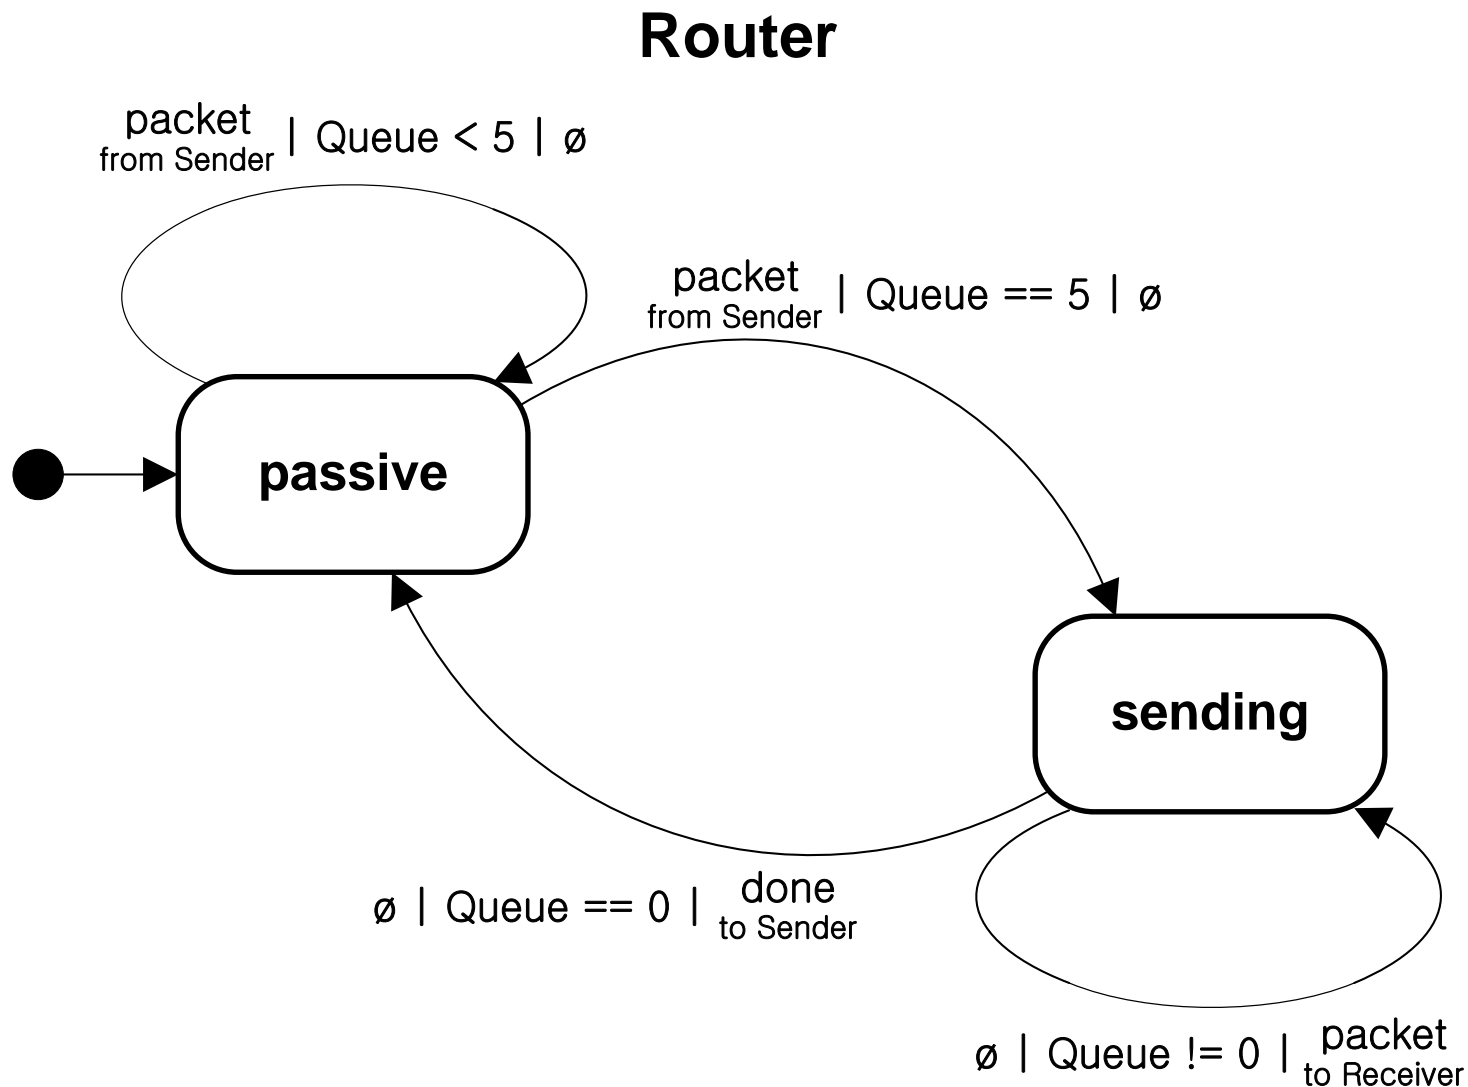 Router
packet
from Sender | Queue < 5 | ø
packet
from Sender | Queue == 5 | ø
passive
sending
ø | Queue == 0 | done
to Sender
ø | Queue != 0 | packet
to Receiver